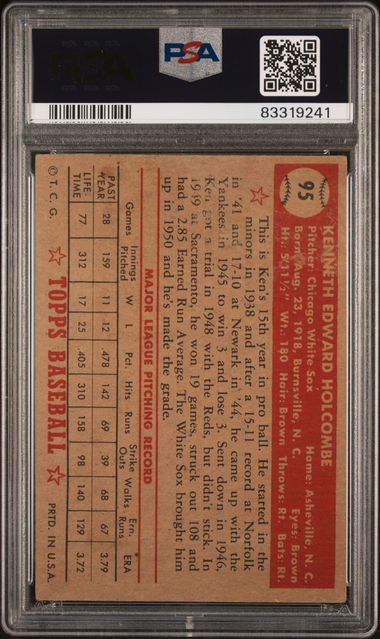 PSA
83319241
95
KENNETH EDWARD HOLCOMBE
Pitcher: Chicago White Sox Home: Asheville, N. C.
Born: Aug. 23, 1918, Burnsville, N. C. Eyes: Brown
Ht.: 5'11½" Wt.: 180 Hair: Brown Throws: Rt. Bats: Rt.
This is Ken's 15th year in pro ball. He started in the
minors in 1938 and after a 15-11 record at Norfolk
in '41 and 17-10 at Newark in '44, he came up with the
Yankees in 1945 to win 3 and lose 3. Sent down in 1946,
Ken got a trial in 1948 with the Reds, but didn't stick. In
1949 at Sacramento, he won 19 games, struck out 108 and
had a 2.85 Earned Run Average. The White Sox brought him
up in 1950 and he's made the grade.
MAJOR LEAGUE PITCHING RECORD
Games Innings Pitched W L Pct. Hits Runs Strike Outs Walks Ern. Runs ERA
PAST YEAR 28 159 11 12 .478 142 69 39 68 67 3.79
LIFE-TIME 77 312 17 25 .405 310 158 98 140 129 3.72
© T. C. G. TOPPS BASEBALL PRTD. IN U.S.A.